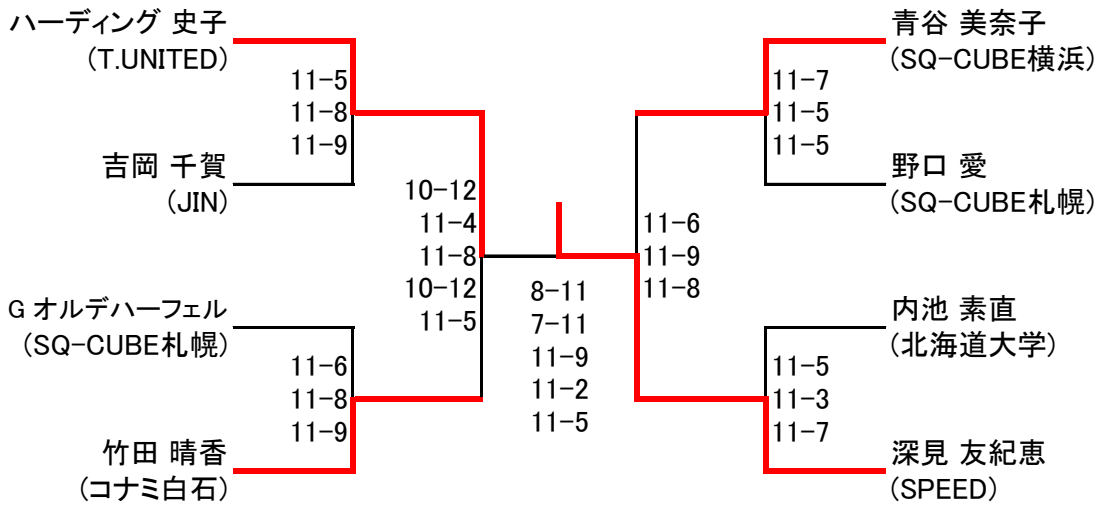 ハーディング 史子
(T.UNITED)
11-5
11-8
11-9
吉岡 千賀
(JIN)
10-12
11-4
11-8
10-12
11-5
G オルデハーフェル
(SQ-CUBE札幌)
11-6
11-8
11-9
竹田 晴香
(コナミ白石)
8-11
7-11
11-9
11-2
11-5
青谷 美奈子
(SQ-CUBE横浜)
11-7
11-5
11-5
野口 愛
(SQ-CUBE札幌)
11-6
11-9
11-8
内池 素直
(北海道大学)
11-5
11-3
11-7
深見 友紀恵
(SPEED)